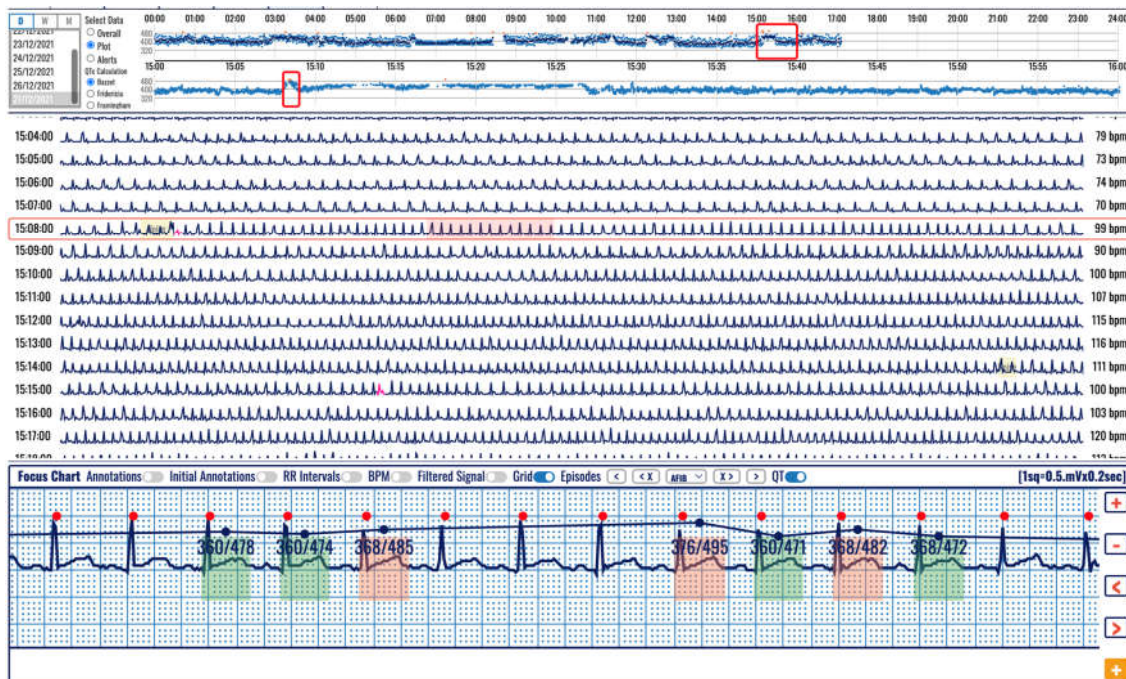 D W M
Select Data
00:00 01:00 02:00 03:00 04:00 05:00 06:00 07:00 08:00 09:00 10:00 11:00 12:00 13:00 14:00 15:00 16:00 17:00 18:00 19:00 20:00 21:00 22:00 23:00 24:00
22/12/2021
23/12/2021
24/12/2021
25/12/2021
26/12/2021
Overall
Plot
Alerts
QTc Calculation
Bazett
Fridericia
Framingham
480
400
320
15:00 15:05 15:10 15:15 15:20 15:25 15:30 15:35 15:40 15:45 15:50 15:55 16:00
480
400
320
15:04:00 79 bpm
15:05:00 73 bpm
15:06:00 74 bpm
15:07:00 70 bpm
15:08:00 99 bpm
15:09:00 90 bpm
15:10:00 100 bpm
15:11:00 107 bpm
15:12:00 115 bpm
15:13:00 116 bpm
15:14:00 111 bpm
15:15:00 100 bpm
15:16:00 103 bpm
15:17:00 120 bpm
Focus Chart Annotations Initial Annotations RR Intervals BPM Filtered Signal Grid Episodes < < X AFIB X > > QT [1sq=0.5.mVx0.2sec]
360/478 360/474 368/485 376/495 360/471 368/482 368/472
+
-
<
>
+